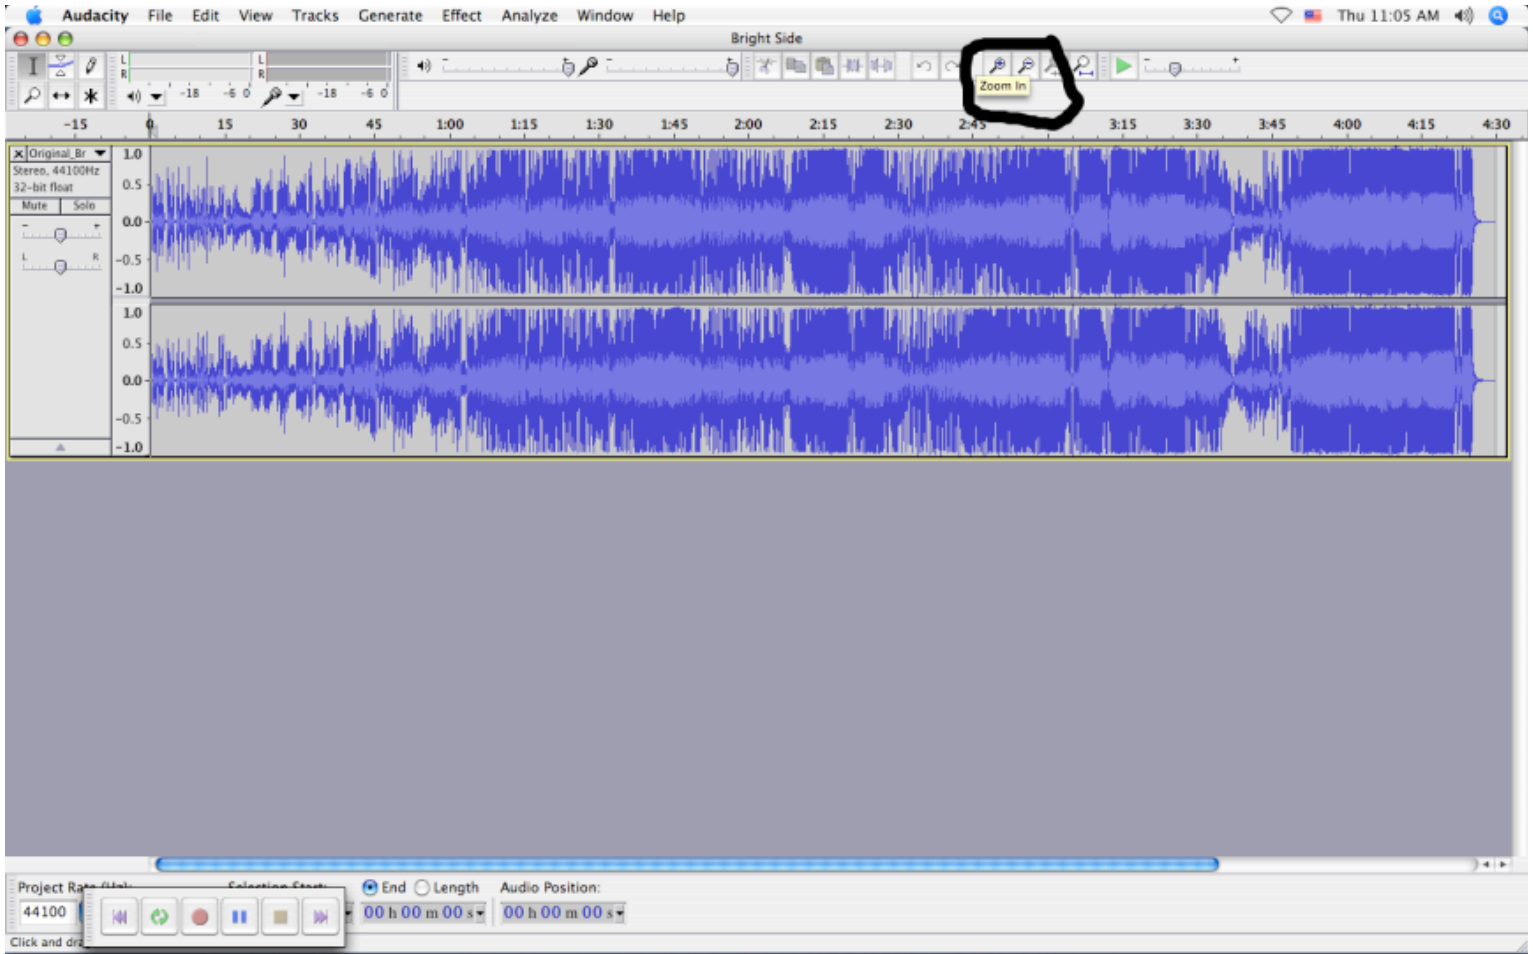 Audacity File Edit View Tracks Generate Effect Analyze Window Help Thu 11:05 AM
Bright Side
L L
R R
Zoom In
-18 -6 0 -18 -6 0
-15 0 15 30 45 1:00 1:15 1:30 1:45 2:00 2:15 2:30 2:45 3:15 3:30 3:45 4:00 4:15 4:30
Original_Br 1.0
Stereo, 44100Hz
32-bit float 0.5
Mute Solo
0.0
- +
L R -0.5
-1.0
1.0
0.5
0.0
-0.5
-1.0
Project End Length Audio Position:
44100 00 h 00 m 00 s 00 h 00 m 00 s
Click and